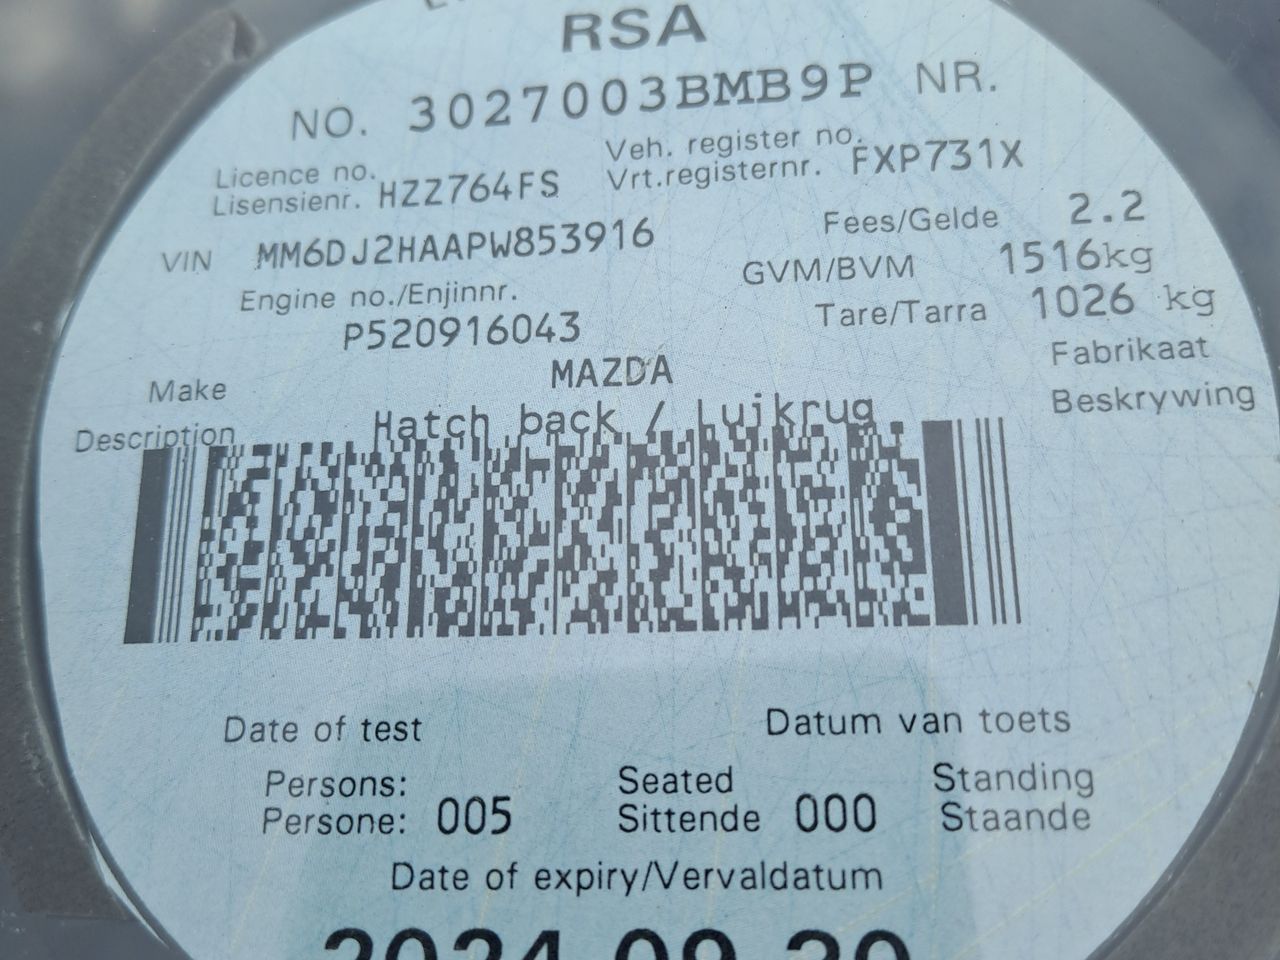 RSA
NO. 3027003BMB9P NR.
Licence no. Veh. register no.
Lisensienr. HZZ764FS Vrt.registernr. FXP731X
VIN MM6DJ2HAAPW853916 Fees/Gelde 2.2
Engine no./Enjinnr. GVM/BVM 1516kg
P520916043 Tare/Tarra 1026 kg
Make MAZDA Fabrikaat
Description Hatch back / Luikrug Beskrywing
Date of test Datum van toets
Persons: Seated Standing
Persone: 005 Sittende 000 Staande
Date of expiry/Vervaldatum